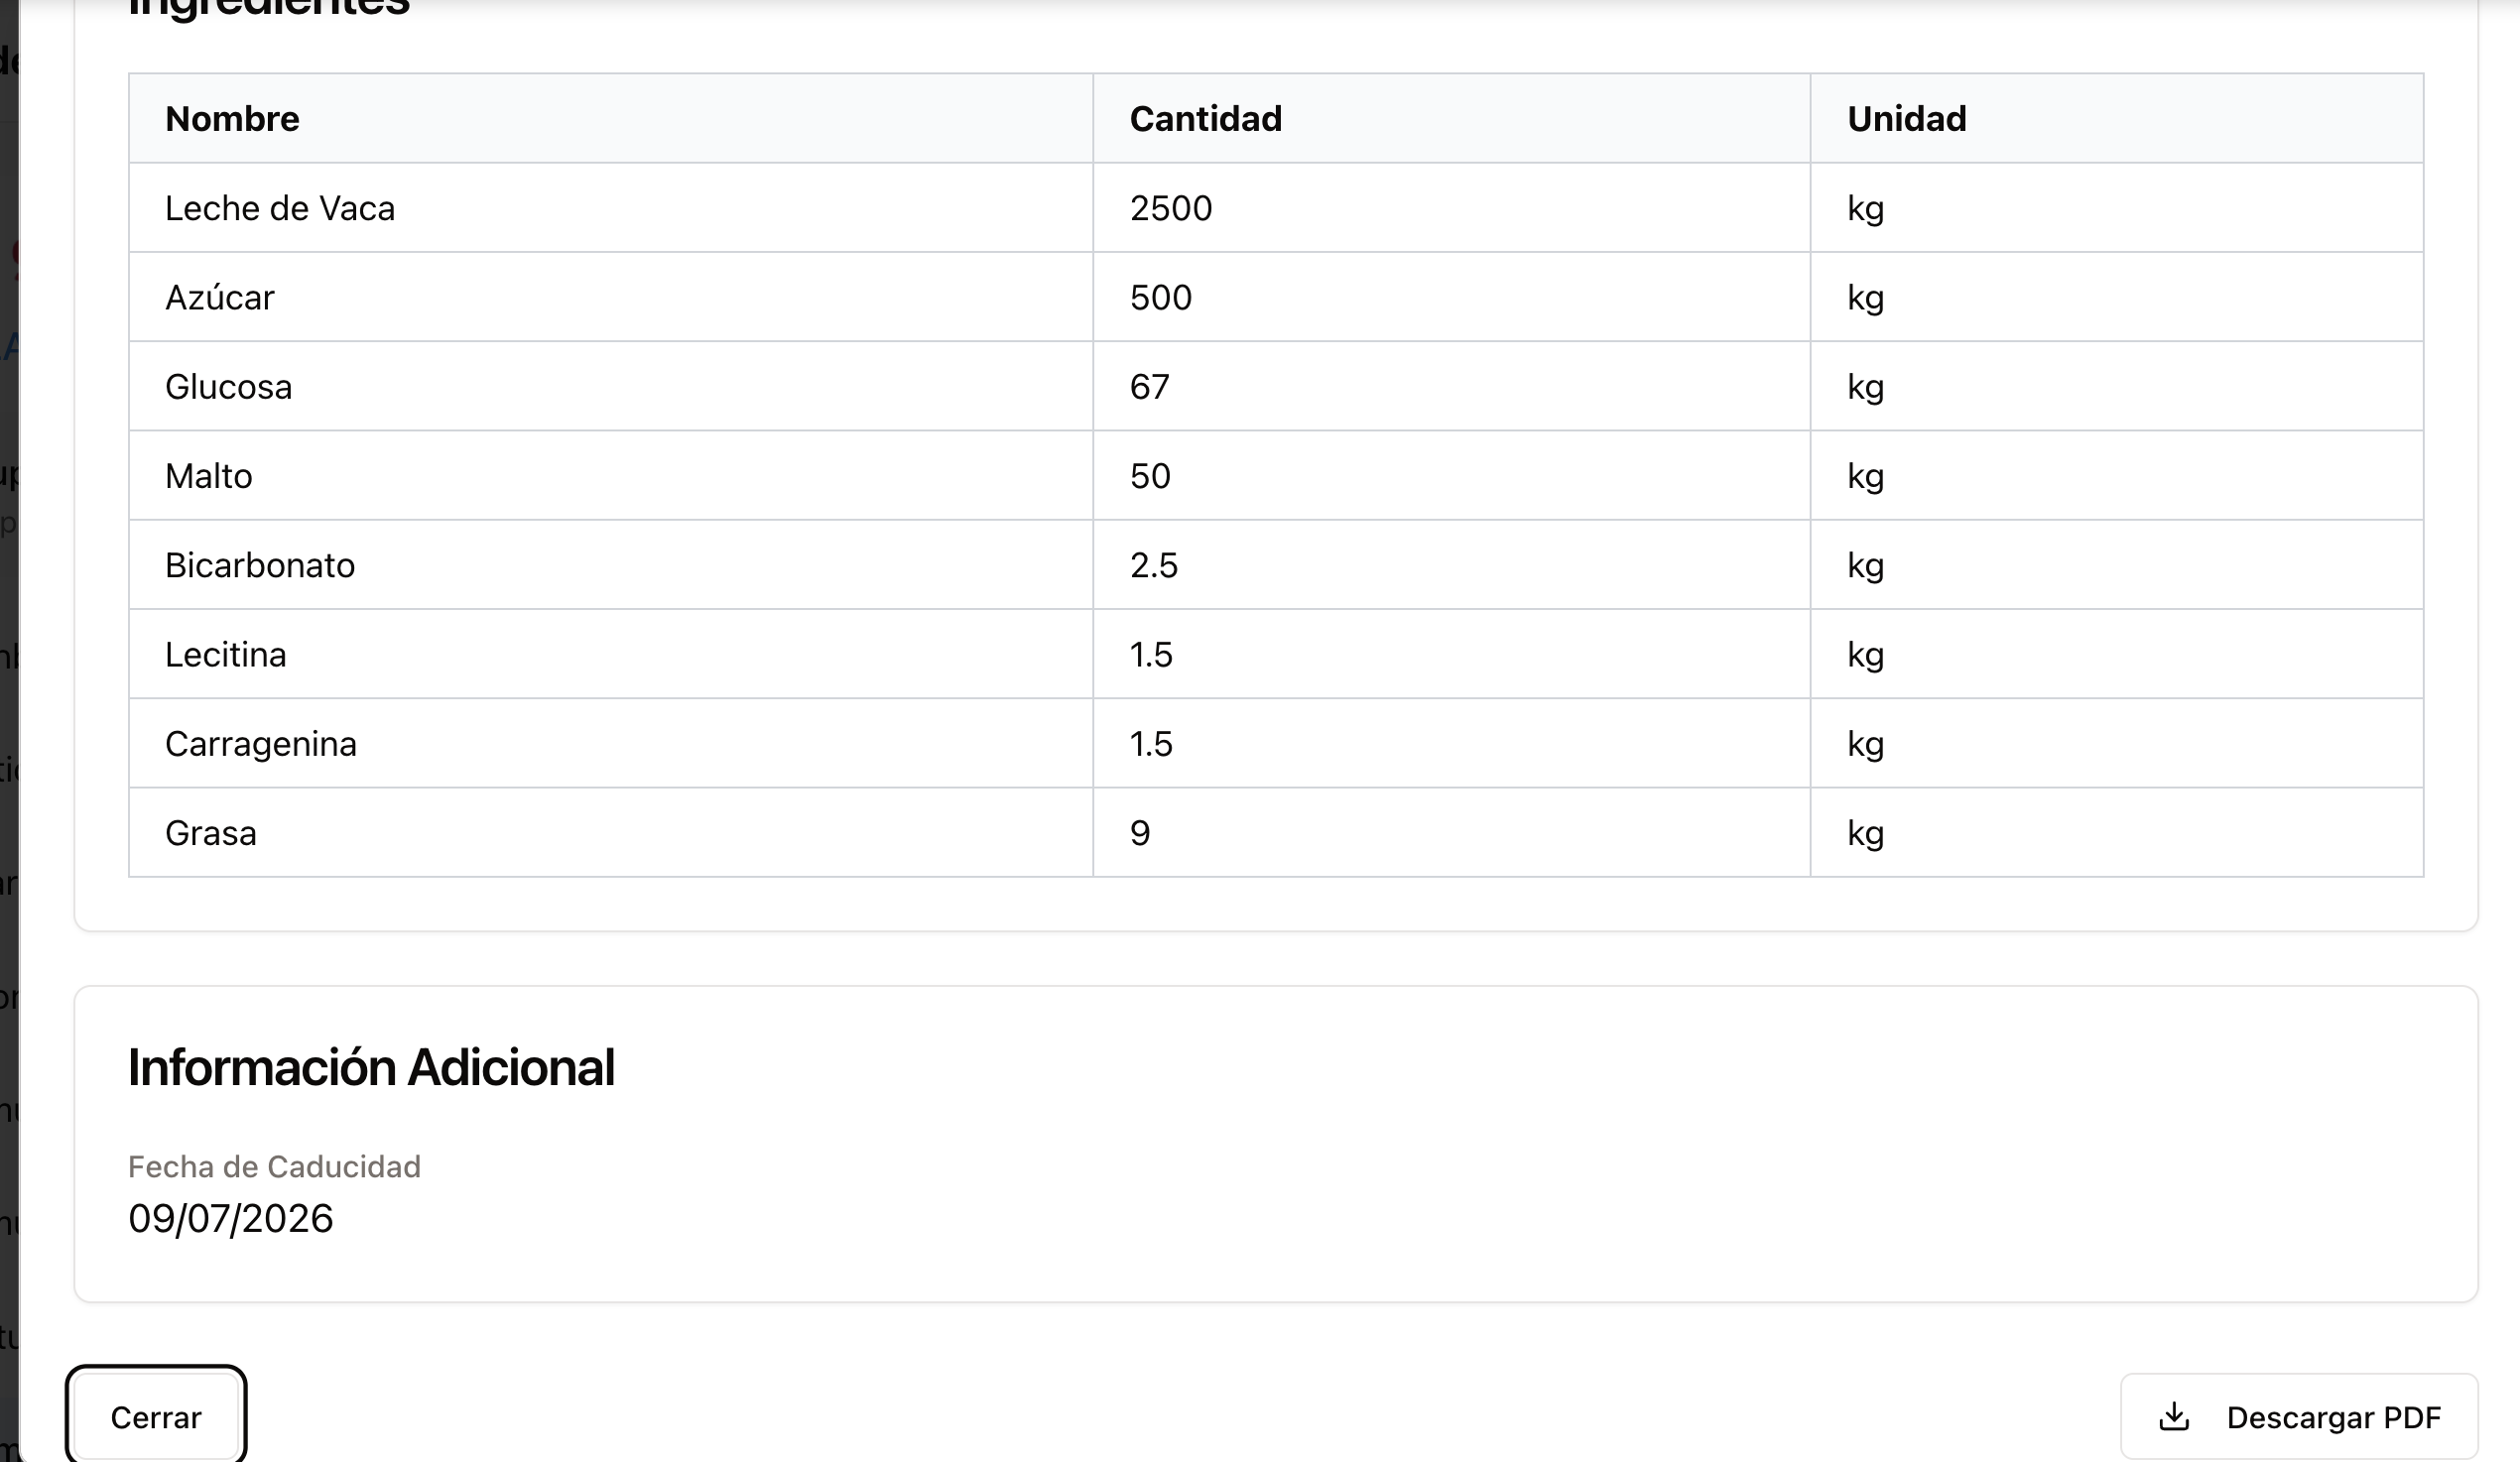 Ingredientes
Nombre Cantidad Unidad
Leche de Vaca 2500 kg
Azúcar 500 kg
Glucosa 67 kg
Malto 50 kg
Bicarbonato 2.5 kg
Lecitina 1.5 kg
Carragenina 1.5 kg
Grasa 9 kg
Información Adicional
Fecha de Caducidad
09/07/2026
Cerrar Descargar PDF